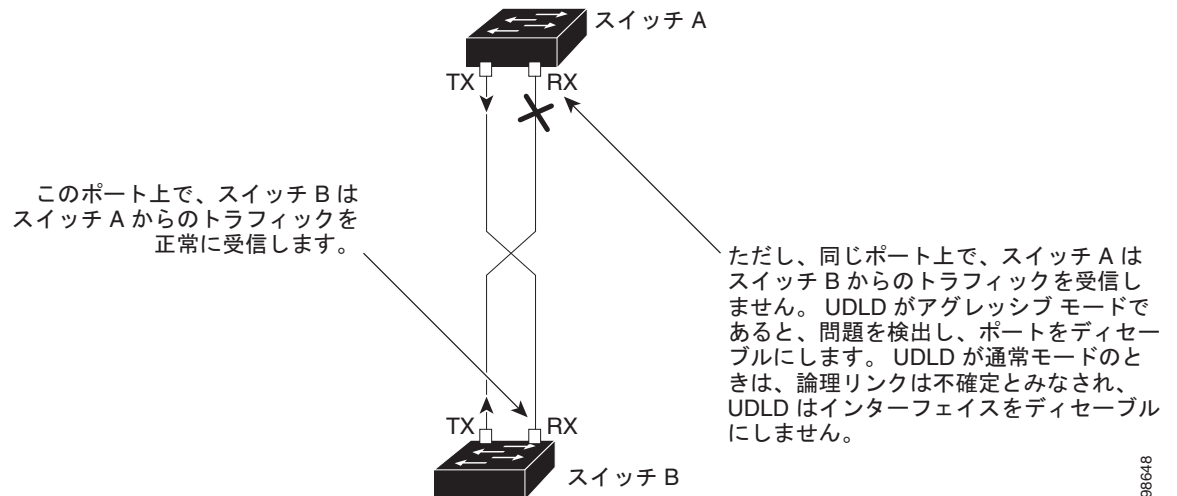 スイッチ A
TX
RX
このポート上で、スイッチ B は
スイッチ A からのトラフィックを
正常に受信します。
ただし、同じポート上で、スイッチ A は
スイッチ B からのトラフィックを受信し
ません。 UDLD がアグレッシブ モードで
あると、問題を検出し、ポートをディセー
ブルにします。 UDLD が通常モードのと
きは、論理リンクは不確定とみなされ、
UDLD はインターフェイスをディセーブル
にしません。
TX
RX
スイッチ B
98648